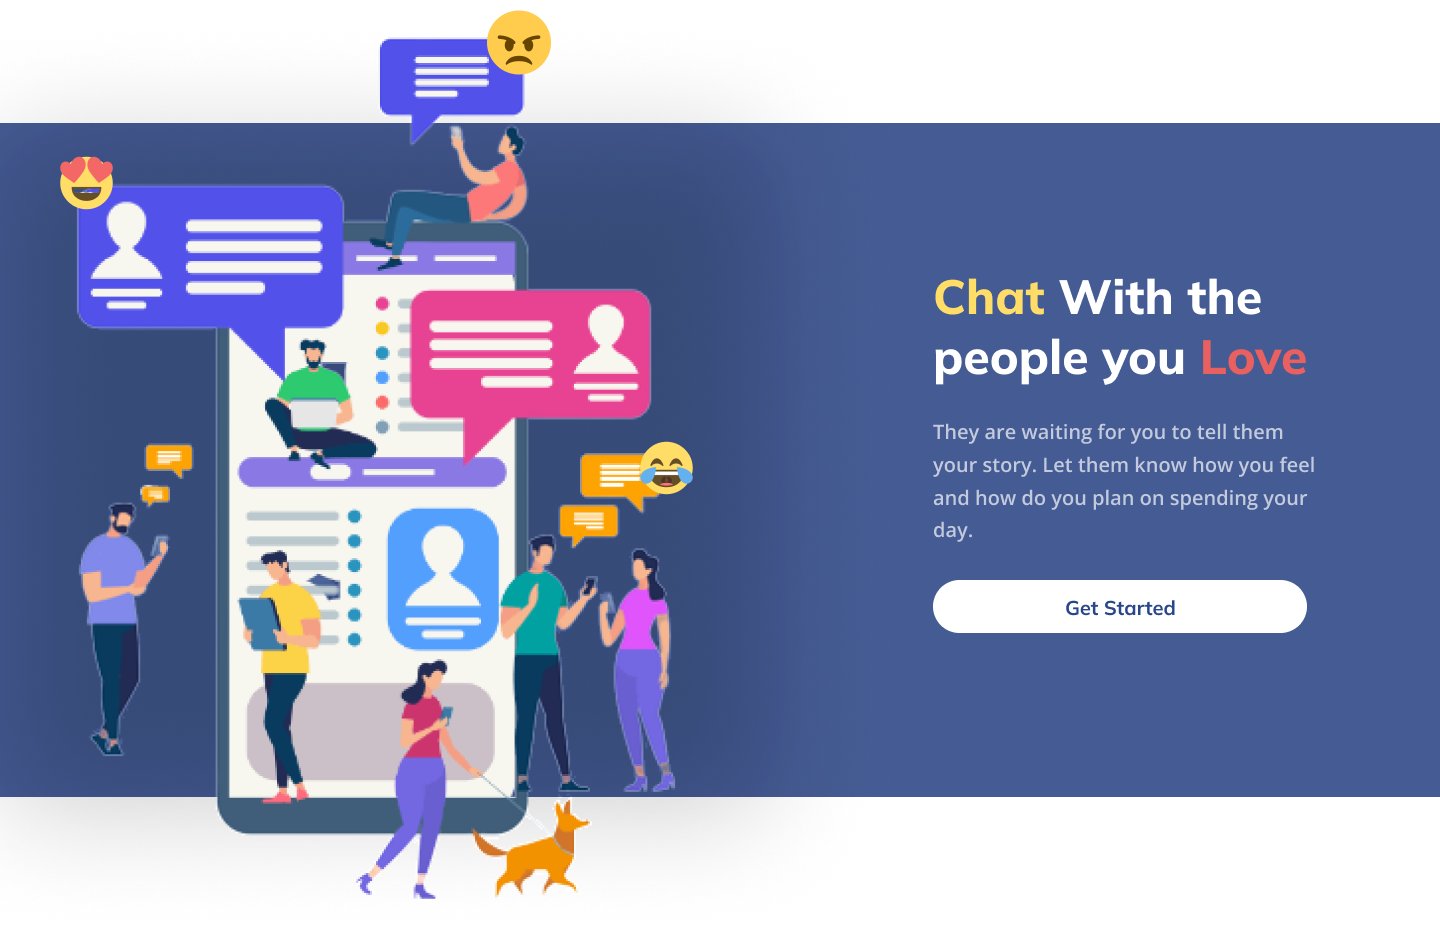 Chat With the
people you Love
They are waiting for you to tell them
your story. Let them know how you feel
and how do you plan on spending your
day.
Get Started